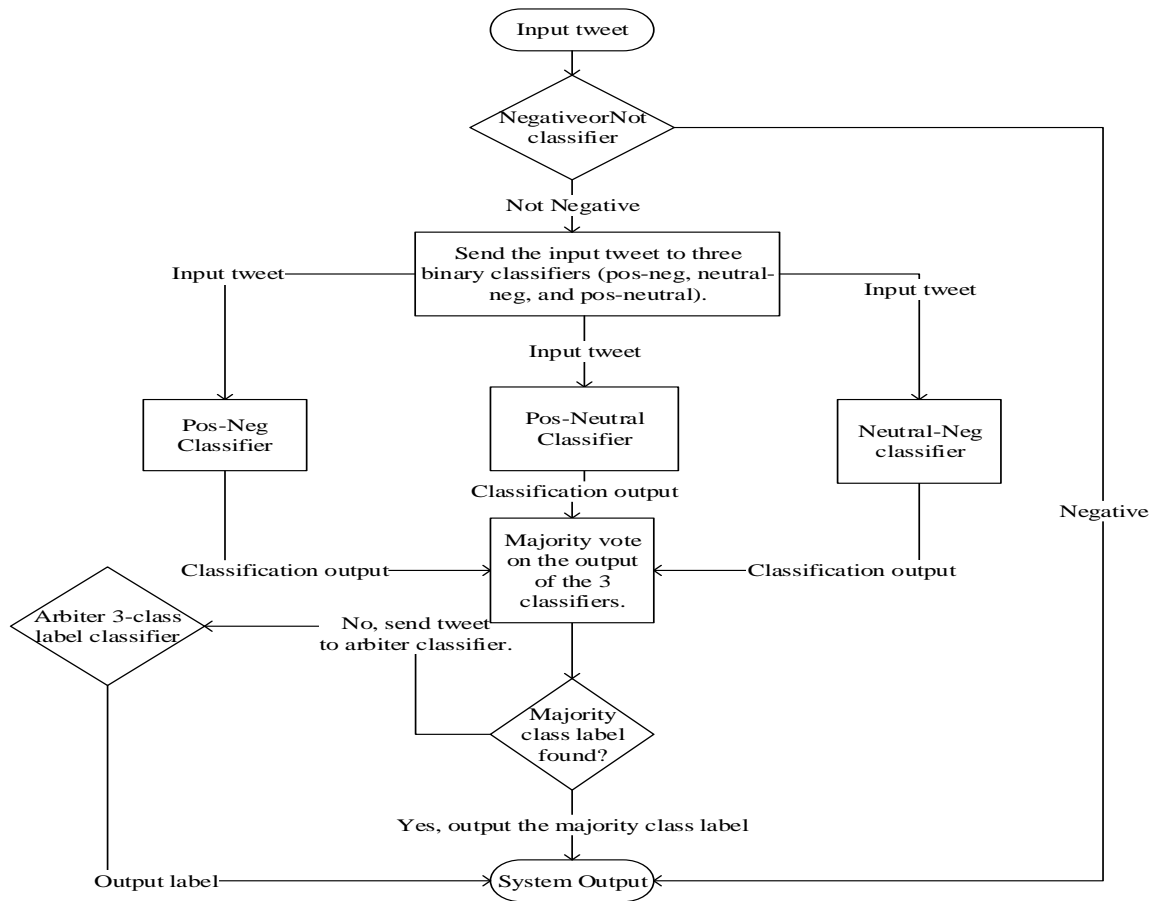 Input tweet
NegativeorNot
classifier
Not Negative
Send the input tweet to three
binary classifiers (pos-neg, neutral-
neg, and pos-neutral).
Input tweet
Input tweet
Input tweet
Pos-Neg
Classifier
Pos-Neutral
Classifier
Neutral-Neg
classifier
Classification output
Negative
Majority vote
on the output
of the 3
classifiers.
Classification output
Classification output
Arbiter 3-class
label classifier
No, send tweet
to arbiter classifier.
Majority
class label
found?
Yes, output the majority class label
Output label
System Output